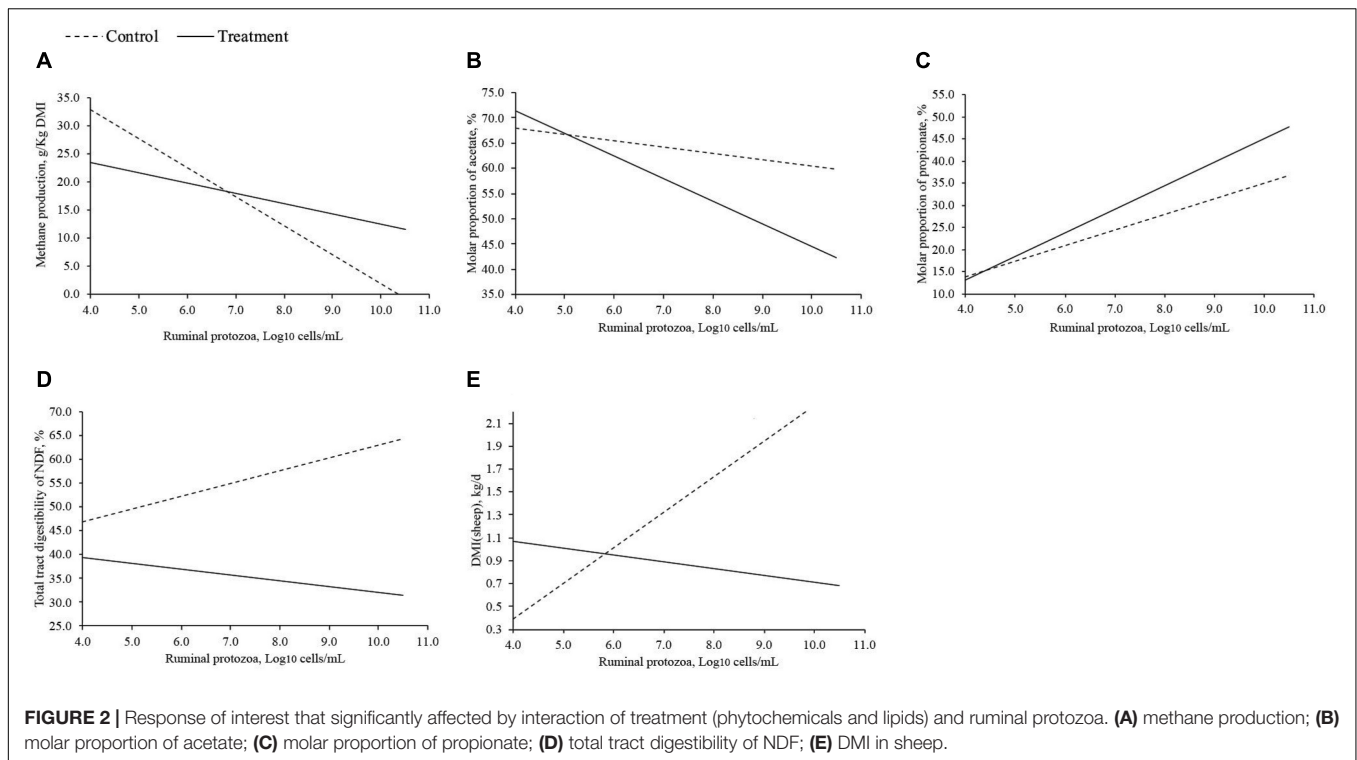 Control Treatment
A
B
C
Methane production, g/Kg DMI
35.0
30.0
25.0
20.0
15.0
10.0
5.0
0.0
4.0 5.0 6.0 7.0 8.0 9.0 10.0 11.0
Ruminal protozoa, Log10 cells/mL
Molar proportion of acetate, %
75.0
70.0
65.0
60.0
55.0
50.0
45.0
40.0
35.0
4.0 5.0 6.0 7.0 8.0 9.0 10.0 11.0
Ruminal protozoa, Log10 cells/mL
Molar proportion of propionate, %
55.0
50.0
45.0
40.0
35.0
30.0
25.0
20.0
15.0
10.0
4.0 5.0 6.0 7.0 8.0 9.0 10.0 11.0
Ruminal protozoa, Log10 cells/mL
D
E
Total tract digestibility of NDF, %
70.0
65.0
60.0
55.0
50.0
45.0
40.0
35.0
30.0
25.0
4.0 5.0 6.0 7.0 8.0 9.0 10.0 11.0
Ruminal protozoa, Log10 cells/mL
DMI(sheep), kg/d
2.1
1.9
1.7
1.5
1.3
1.1
0.9
0.7
0.5
0.3
4.0 5.0 6.0 7.0 8.0 9.0 10.0 11.0
Ruminal protozoa, Log10 cells/mL
FIGURE 2 | Response of interest that significantly affected by interaction of treatment (phytochemicals and lipids) and ruminal protozoa. (A) methane production; (B)
molar proportion of acetate; (C) molar proportion of propionate; (D) total tract digestibility of NDF; (E) DMI in sheep.